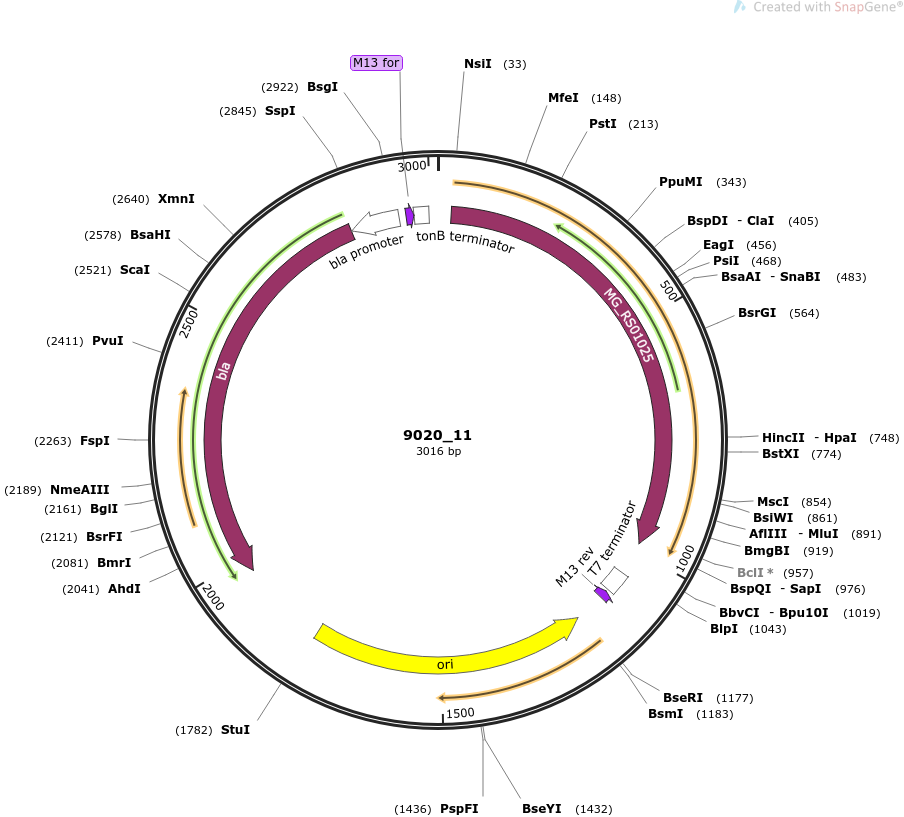 Created with SnapGene®
M13 for
NsiI (33)
(2922) BsgI
MfeI (148)
(2845) SspI
PstI (213)
3000
PpuMI (343)
(2640) XmnI
BspDI - ClaI (405)
(2578) BsaHI
bla promoter
tonB terminator
EagI (456)
PsiI (468)
(2521) ScaI
BsaAI - SnaBI (483)
500
BsrGI (564)
2500
MG_RS01025
(2411) PvuI
bla
9020_11
3016 bp
(2263) FspI
HincII - HpaI (748)
BstXI (774)
(2189) NmeAIII
MscI (854)
(2161) BglI
BsiWI (861)
(2121) BsrFI
AflIII - MluI (891)
BmgBI (919)
(2081) BmrI
1000
BclI * (957)
(2041) AhdI
BspQI - SapI (976)
T7 terminator
M13 rev
2000
BbvCI - Bpu10I (1019)
BlpI (1043)
ori
BseRI (1177)
BsmI (1183)
(1782) StuI
1500
(1436) PspFI
BseYI (1432)